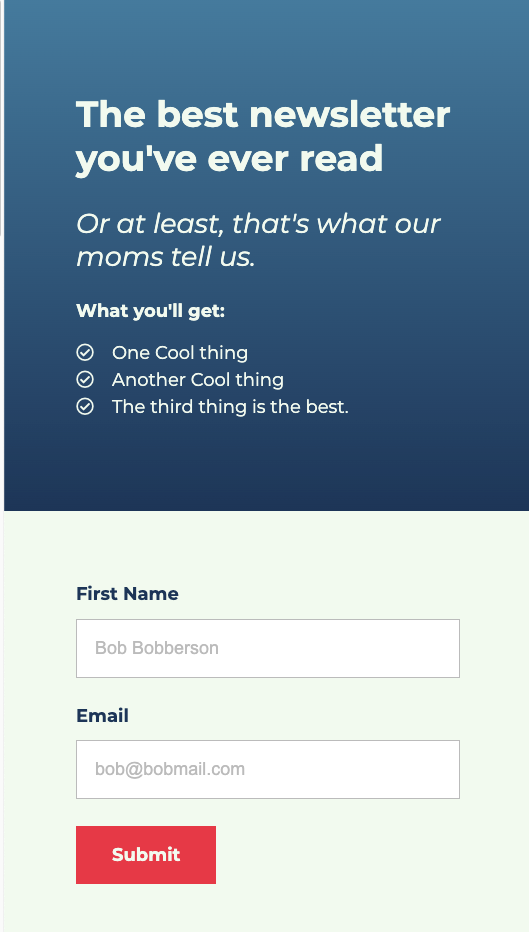 The best newsletter
you've ever read
Or at least, that's what our
moms tell us.
What you'll get:
One Cool thing
Another Cool thing
The third thing is the best.
First Name
Bob Bobberson
Email
bob@bobmail.com
Submit